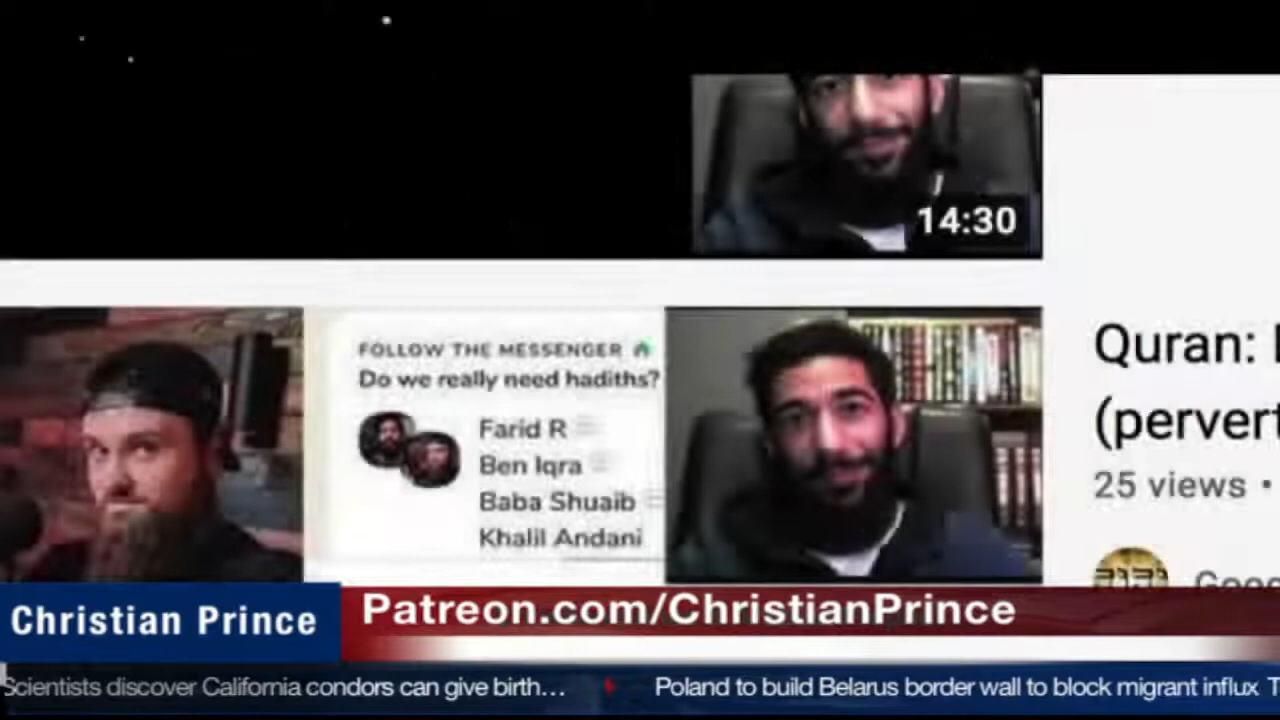 14:30
FOLLOW THE MESSENGER
Do we really need hadiths?
Farid R
Ben Iqra
Baba Shuaib
Khalil Andani
Quran:
(pervert
25 views •
Christian Prince
Patreon.com/ChristianPrince
Scientists discover California condors can give birth...
Poland to build Belarus border wall to block migrant influx T